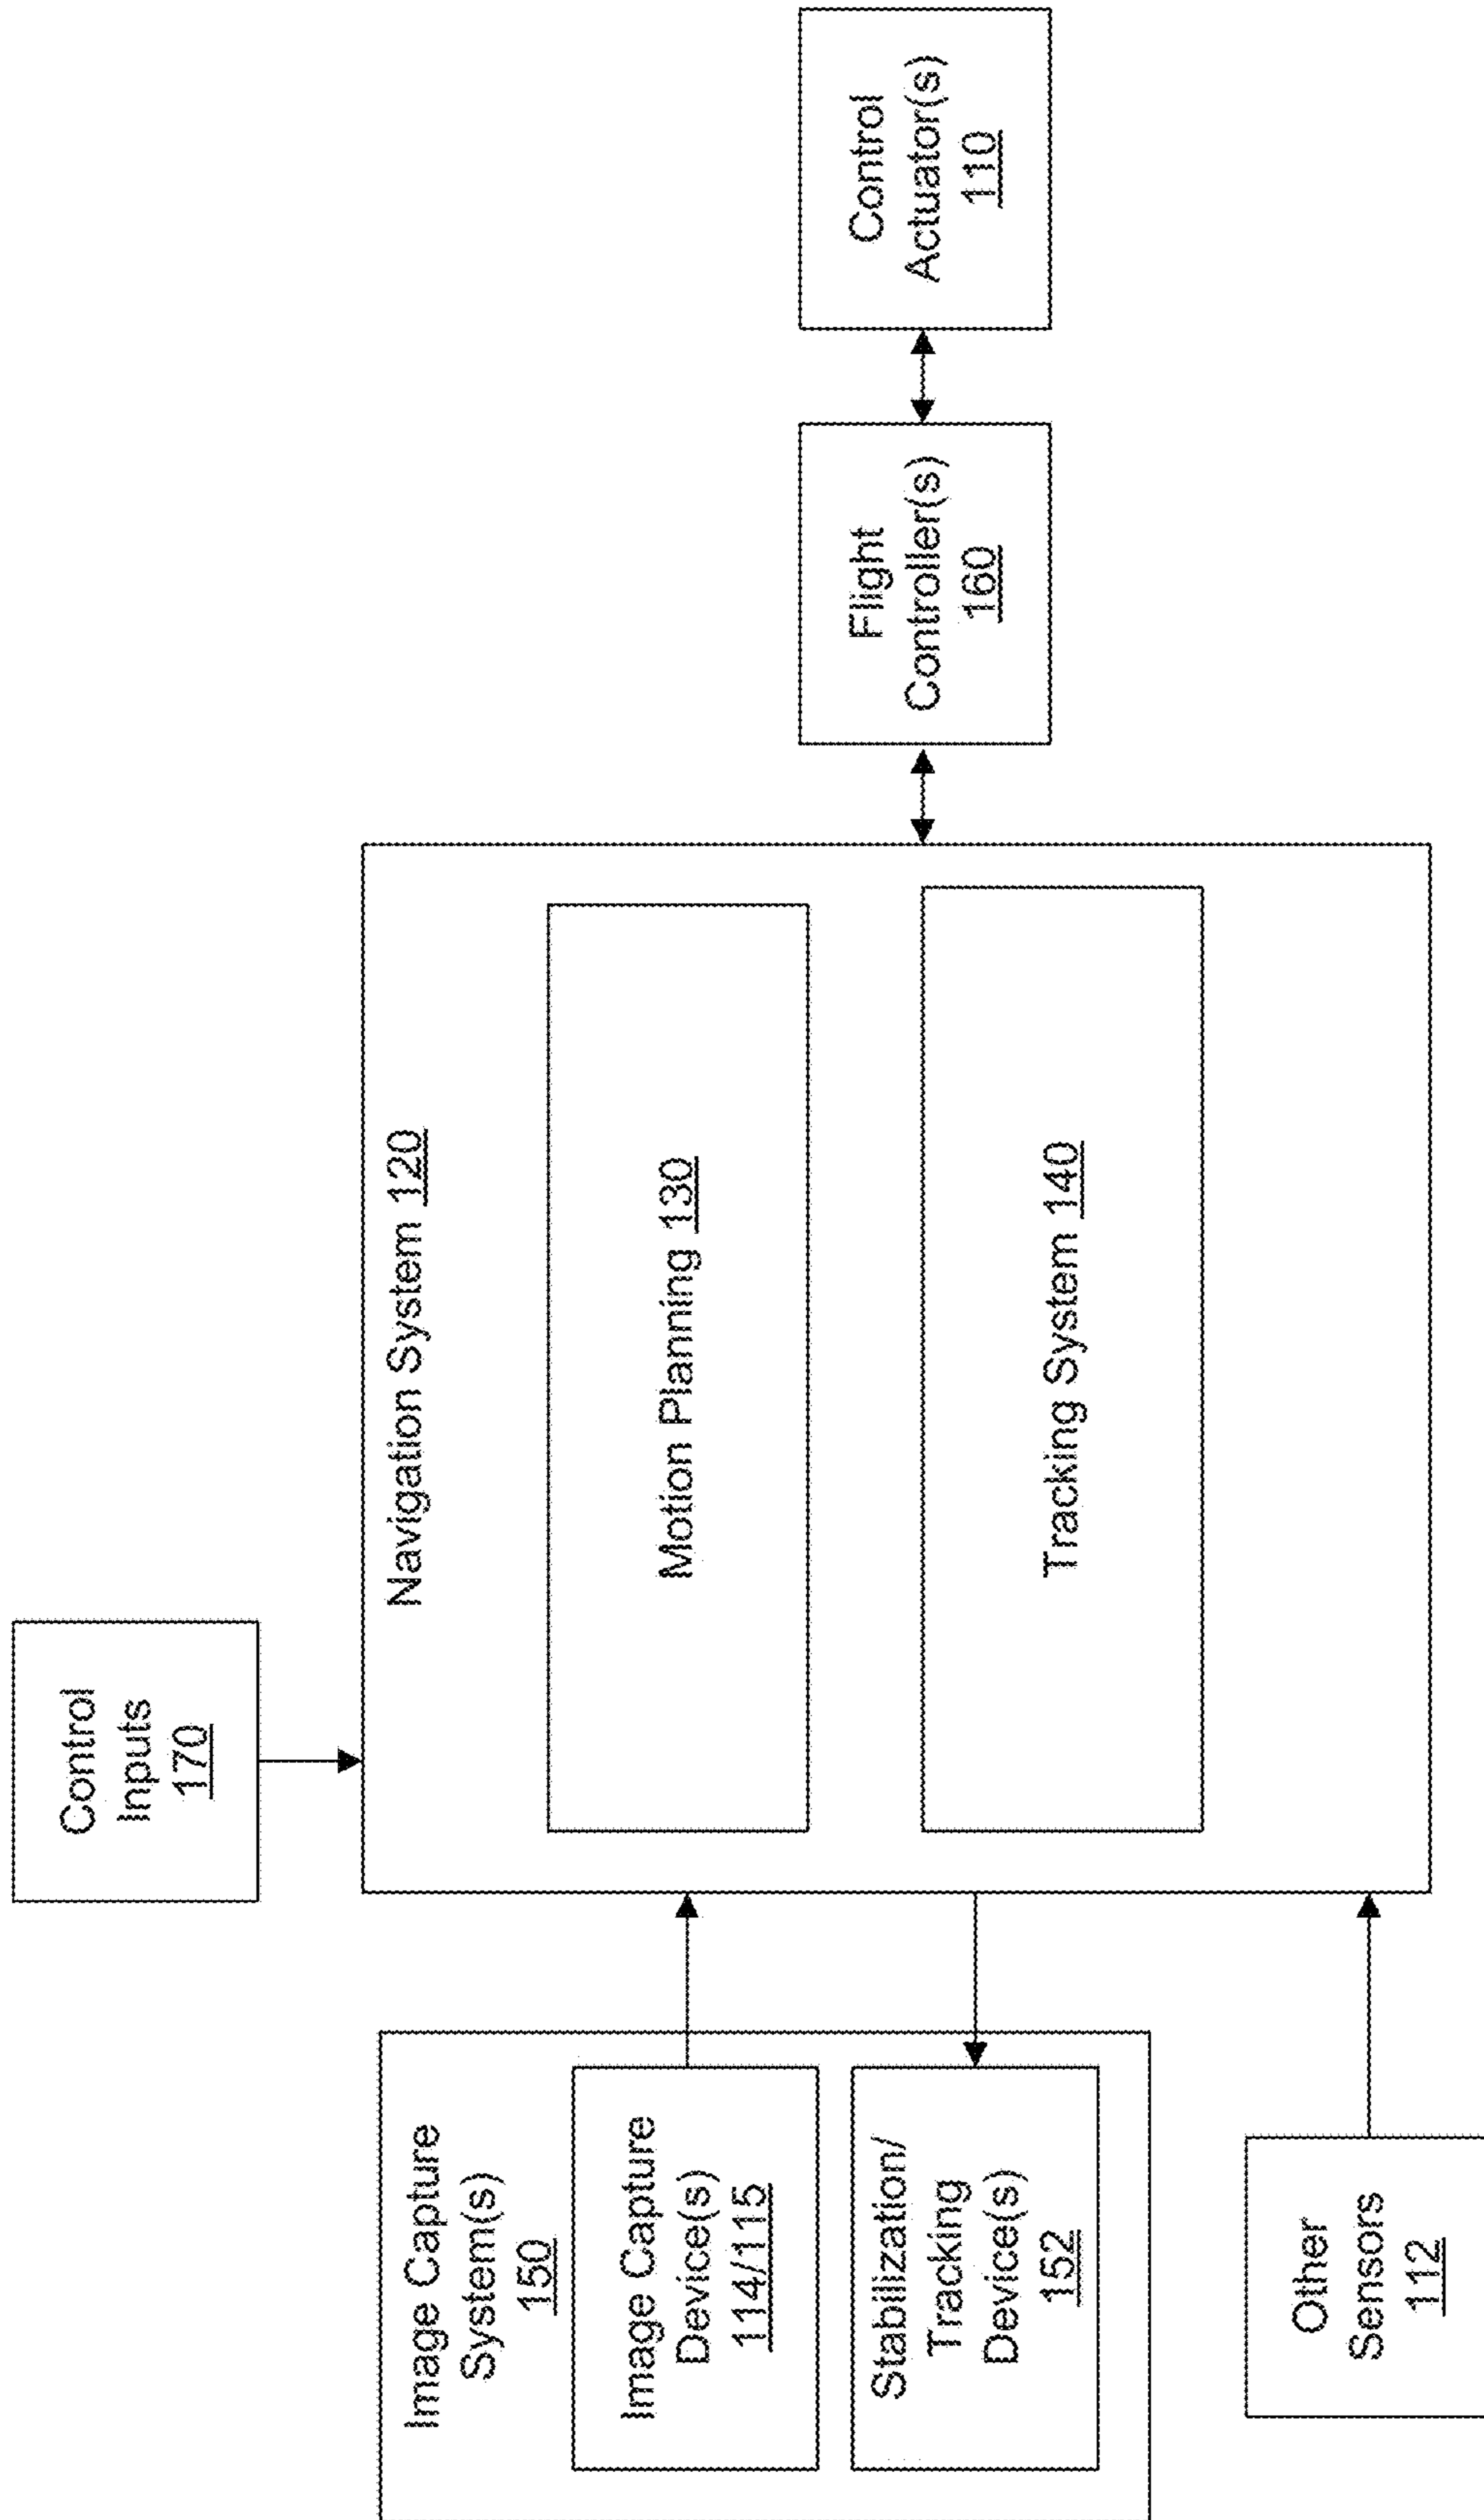 Control
Inputs
170
Image Capture
System(s)
150
Image Capture
Device(s)
114/115
Stabilization/
Tracking
Device(s)
152
Other
Sensors
112
Navigation System 120
Motion Planning 130
Tracking System 140
Flight
Controller(s)
160
Control
Actuator(s)
110